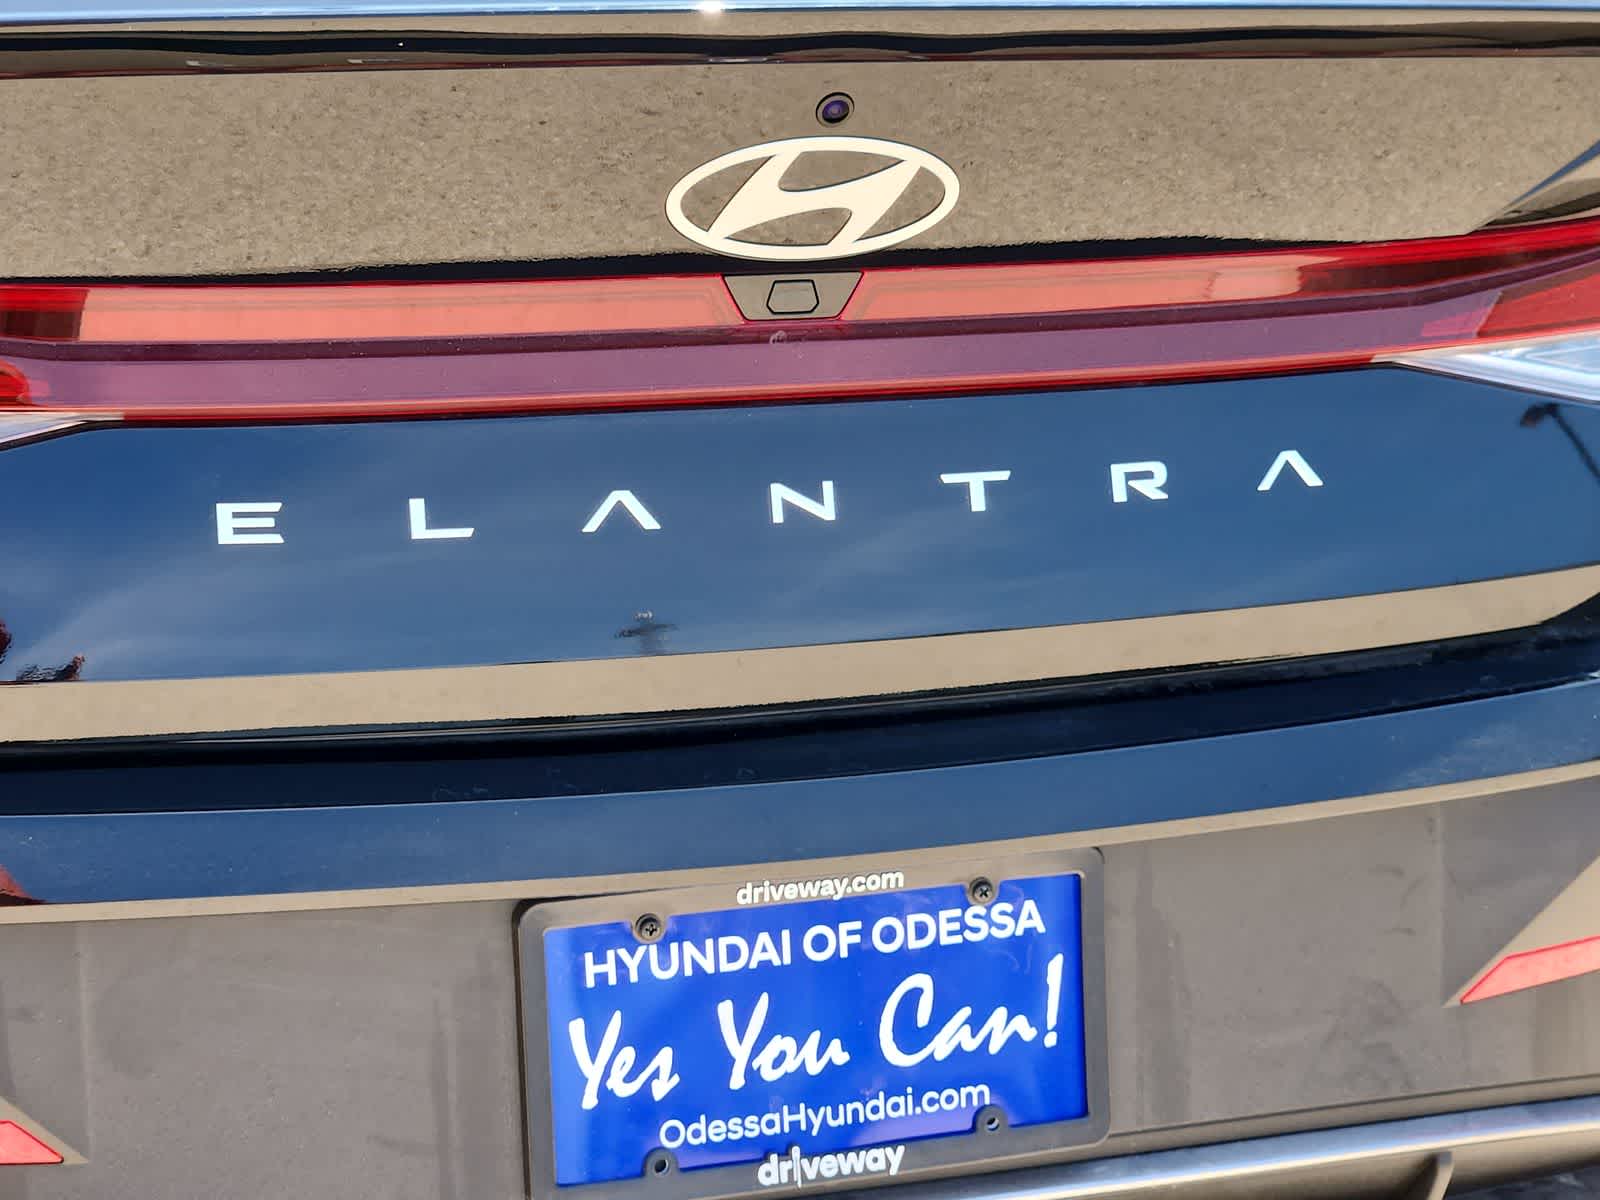 ELANTRA
driveway.com
HYUNDAI OF ODESSA
Yes You Can!
OdessaHyundai.com
driveway